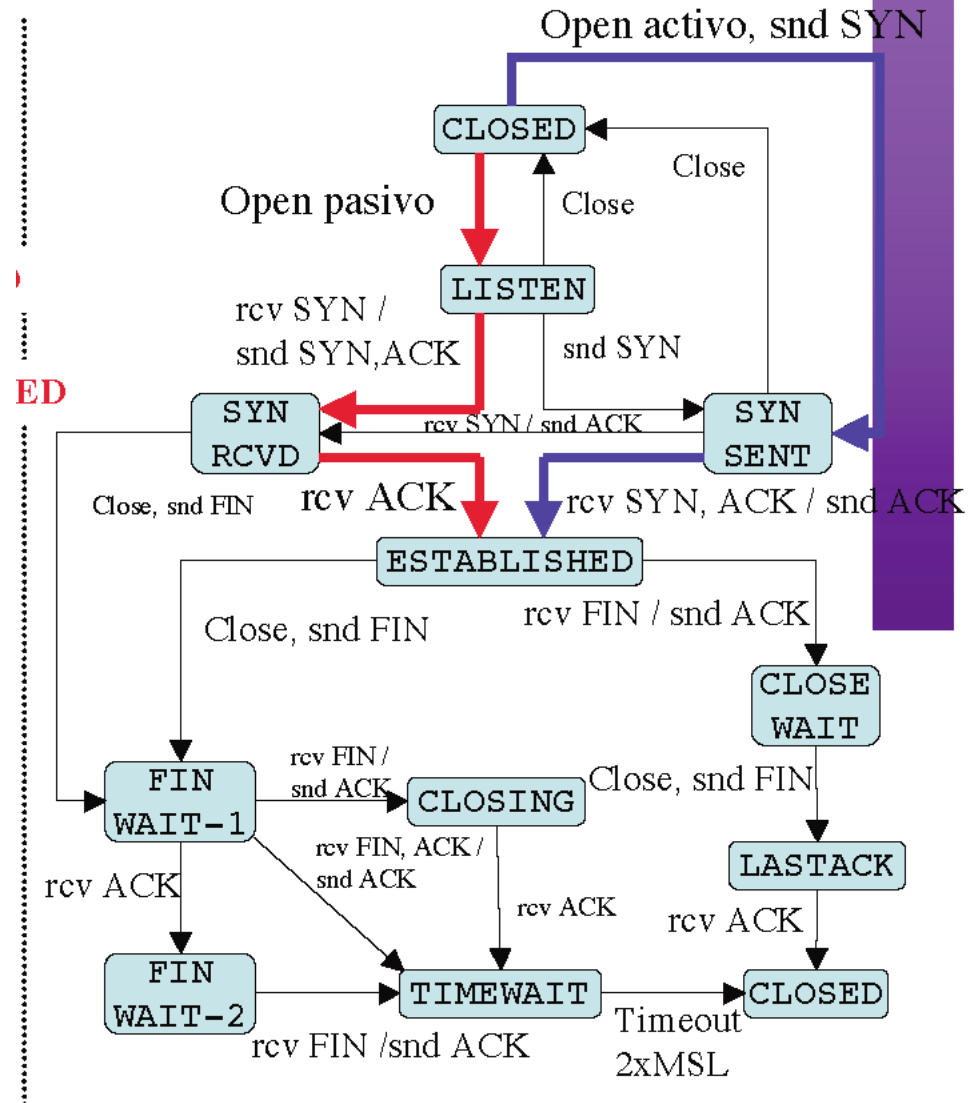 Open activo, snd SYN
CLOSED
Close
Open pasivo
Close
LISTEN
rcv SYN /
snd SYN,ACK
snd SYN
ED
SYN
RCVD
rcv SYN / snd ACK
SYN
SENT
Close, snd FIN
rcv ACK
rcv SYN, ACK / snd ACK
ESTABLISHED
Close, snd FIN
rcv FIN / snd ACK
CLOSE
WAIT
FIN
WAIT-1
rcv FIN /
snd ACK
CLOSING
Close, snd FIN
rcv FIN, ACK /
snd ACK
LASTACK
rcv ACK
rcv ACK
rcv ACK
FIN
WAIT-2
TIMEWAIT
CLOSED
rcv FIN /snd ACK
Timeout
2xMSL